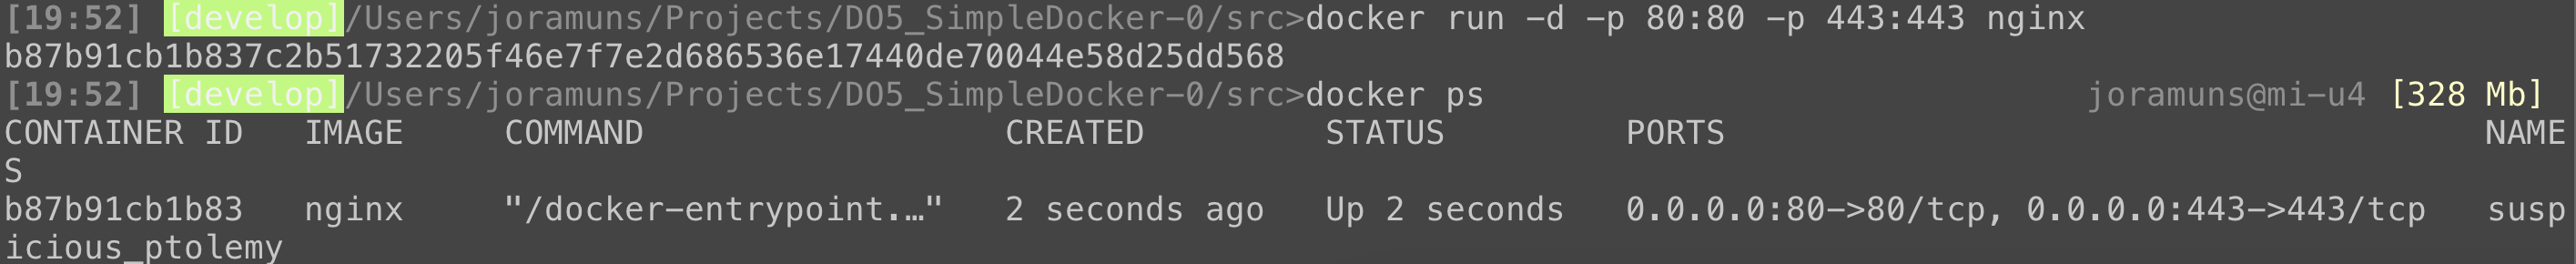 [19:52] [develop]/Users/joramuns/Projects/DO5_SimpleDocker-0/src>docker run -d -p 80:80 -p 443:443 nginx
b87b91cb1b837c2b51732205f46e7f7e2d686536e17440de70044e58d25dd568
[19:52] [develop]/Users/joramuns/Projects/DO5_SimpleDocker-0/src>docker ps joramuns@mi-u4 [328 Mb]
CONTAINER ID IMAGE COMMAND CREATED STATUS PORTS NAME
S
b87b91cb1b83 nginx "/docker-entrypoint.…" 2 seconds ago Up 2 seconds 0.0.0.0:80->80/tcp, 0.0.0.0:443->443/tcp susp
icious_ptolemy